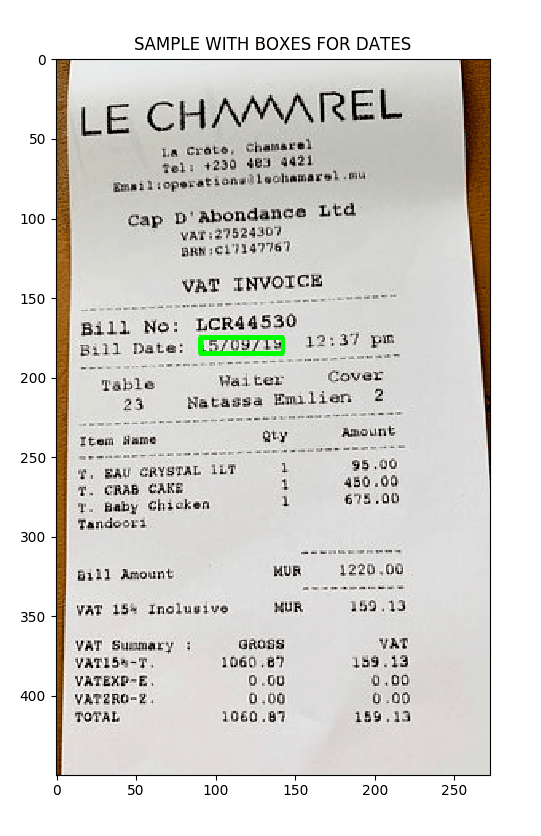 SAMPLE WITH BOXES FOR DATES
0
50
100
150
200
250
300
350
400
LE CHAMAREL
La Crête, Chamarel
Tel: +230 483 4421
Email:operations@lechamarel.mu
Cap D'Abondance Ltd
VAT:27524307
BRN:C17147767
VAT INVOICE
Bill No: LCR44530
Bill Date: 15/09/19 12:37 pm
Table Waiter Cover
23 Natassa Emilien 2
Item Name Qty Amount
T. EAU CRYSTAL 1LT 1 95.00
T. CRAB CAKE 1 450.00
T. Baby Chicken 1 675.00
Tandoori
Bill Amount MUR 1220.00
VAT 15% Inclusive MUR 159.13
VAT Summary : GROSS VAT
VAT15%-T. 1060.87 159.13
VATEXP-E. 0.00 0.00
VATZRO-Z. 0.00 0.00
TOTAL 1060.87 159.13
0 50 100 150 200 250